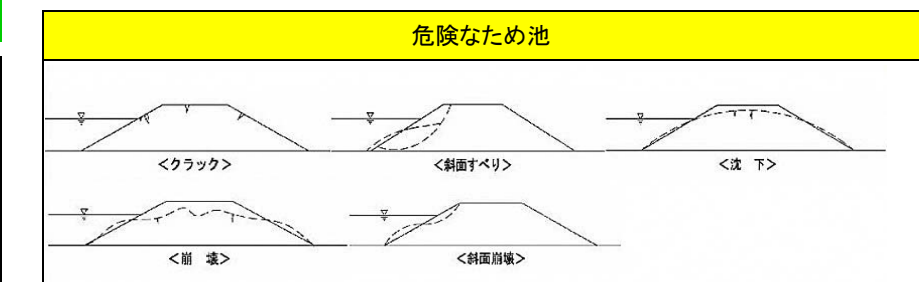 危険なため池
<クラック>
<斜面すべり>
<沈 下>
<崩 壊>
<斜面崩壊>